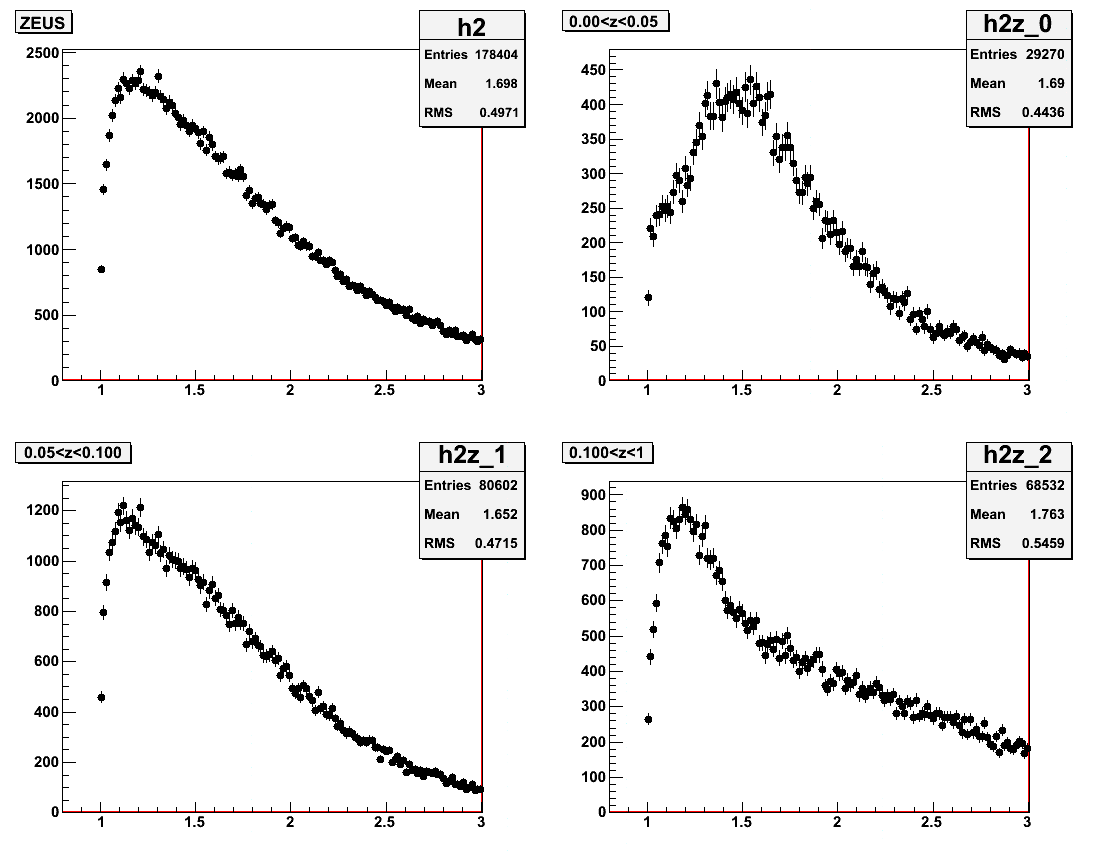 ZEUS
h2
Entries 178404
Mean 1.698
RMS 0.4971
2500
2000
1500
1000
500
0
1 1.5 2 2.5 3
0.00<z<0.05
h2z_0
Entries 29270
Mean 1.69
RMS 0.4436
450
400
350
300
250
200
150
100
50
0
1 1.5 2 2.5 3
0.05<z<0.100
h2z_1
Entries 80602
Mean 1.652
RMS 0.4715
1200
1000
800
600
400
200
0
1 1.5 2 2.5 3
0.100<z<1
h2z_2
Entries 68532
Mean 1.763
RMS 0.5459
900
800
700
600
500
400
300
200
100
0
1 1.5 2 2.5 3